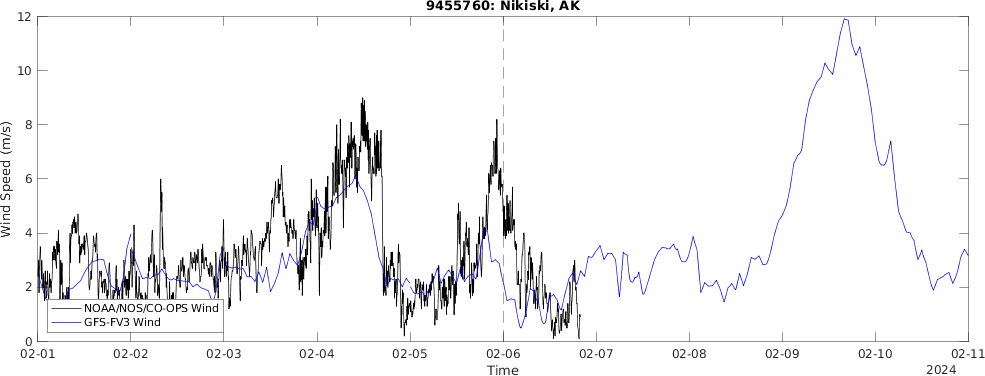 9455760: Nikiski, AK
Wind Speed (m/s)
12
10
8
6
4
2
0
NOAA/NOS/CO-OPS Wind
GFS-FV3 Wind
02-01 02-02 02-03 02-04 02-05 02-06 02-07 02-08 02-09 02-10 02-11
Time
2024